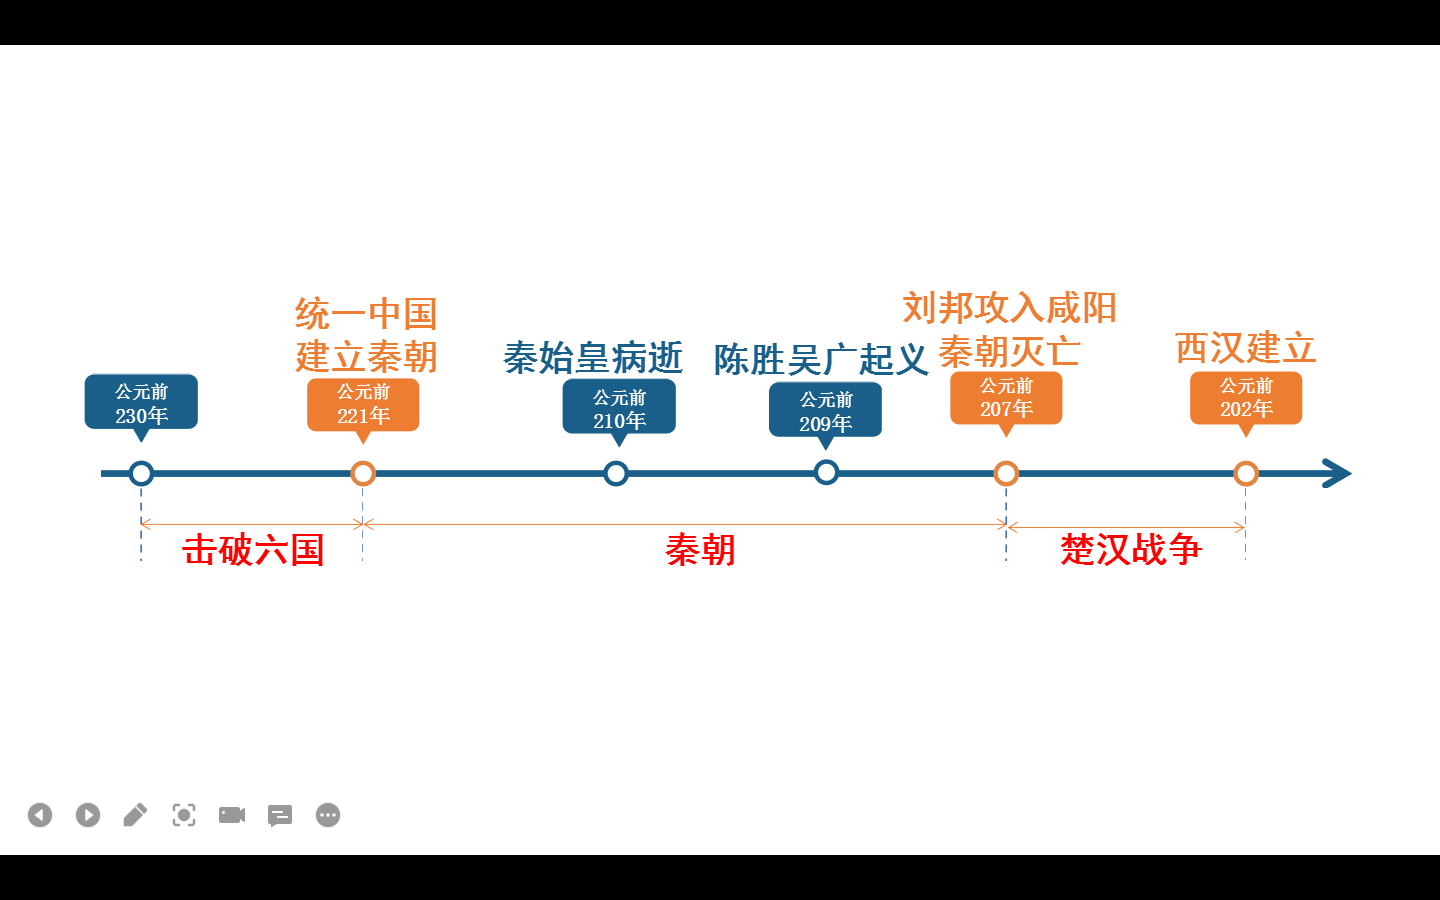 统一中国
建立秦朝
秦始皇病逝
陈胜吴广起义
刘邦攻入咸阳
秦朝灭亡
西汉建立
公元前
230年
公元前
221年
公元前
210年
公元前
209年
公元前
207年
公元前
202年
击破六国
秦朝
楚汉战争